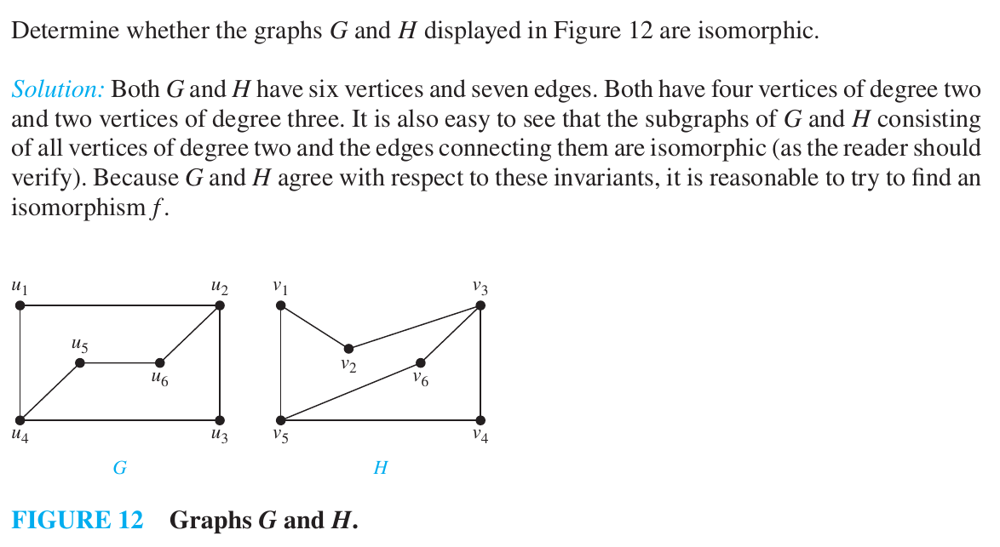 Determine whether the graphs G and H displayed in Figure 12 are isomorphic.
Solution: Both G and H have six vertices and seven edges. Both have four vertices of degree two
and two vertices of degree three. It is also easy to see that the subgraphs of G and H consisting
of all vertices of degree two and the edges connecting them are isomorphic (as the reader should
verify). Because G and H agree with respect to these invariants, it is reasonable to try to find an
isomorphism f.
u1 u2 v1 v3
u5
v2
u6 v6
u4 u3 v5 v4
G H
FIGURE 12 Graphs G and H.